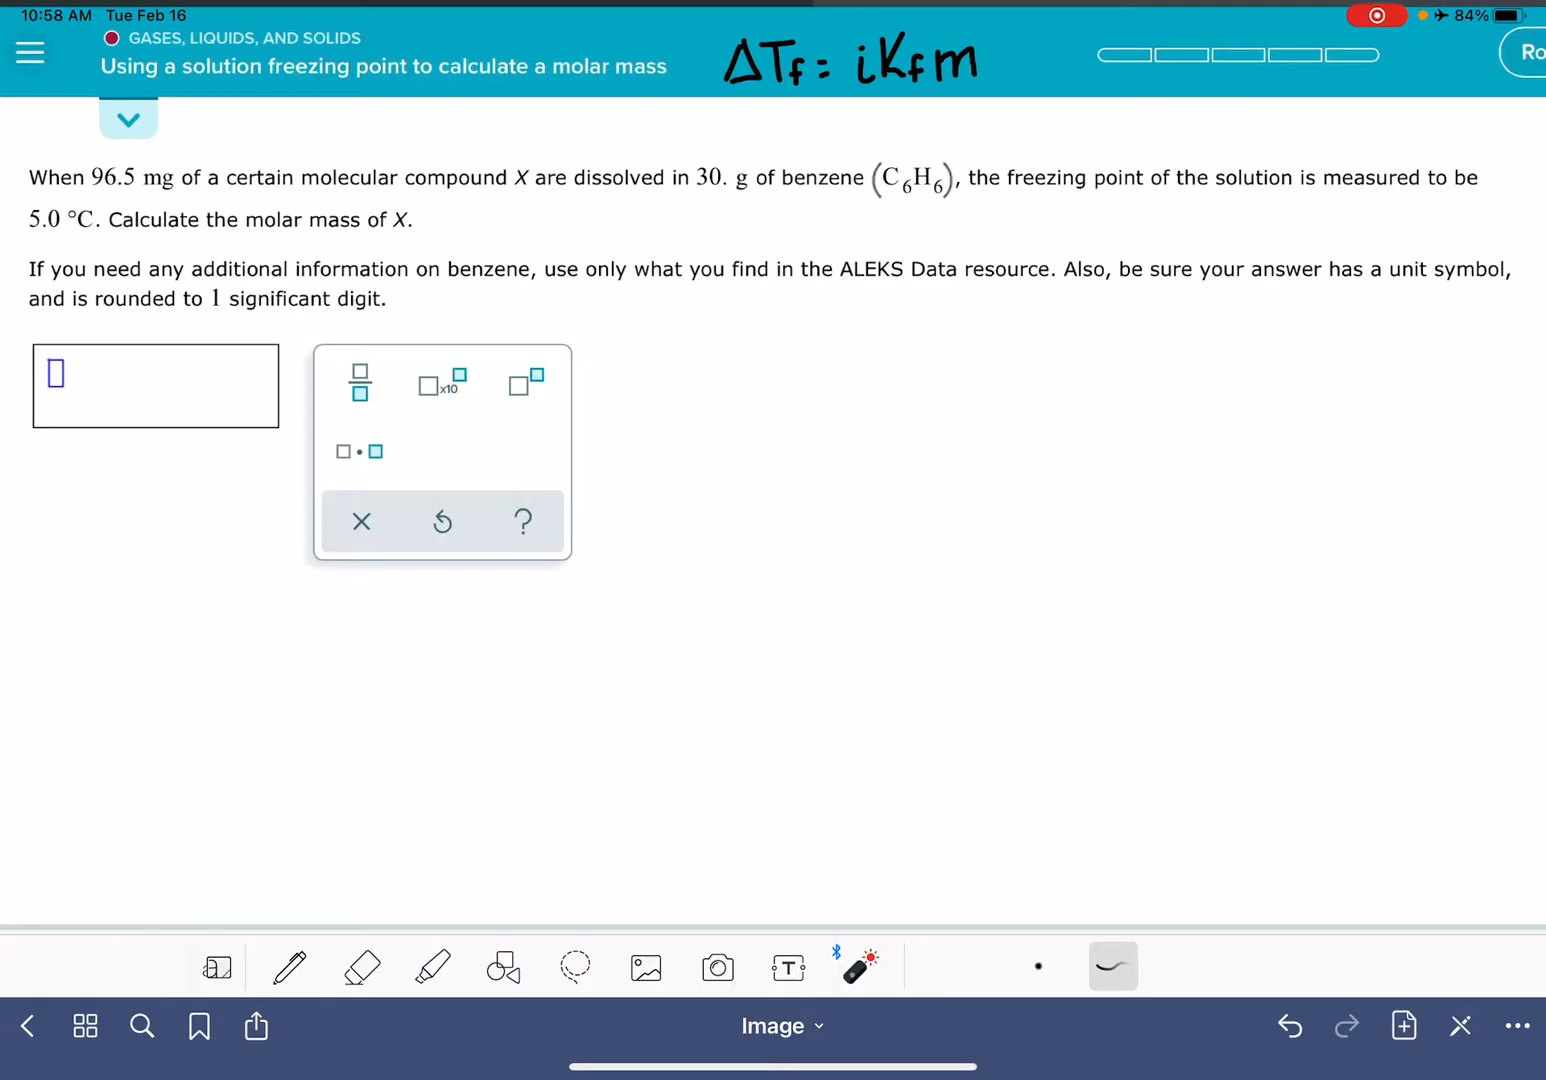 10:58 AM Tue Feb 16
84%
GASES, LIQUIDS, AND SOLIDS
Using a solution freezing point to calculate a molar mass
ΔTf = iKfm
Ro
When 96.5 mg of a certain molecular compound X are dissolved in 30. g of benzene (C6H6), the freezing point of the solution is measured to be
5.0 °C. Calculate the molar mass of X.
If you need any additional information on benzene, use only what you find in the ALEKS Data resource. Also, be sure your answer has a unit symbol,
and is rounded to 1 significant digit.
x10
?
a
T
Image